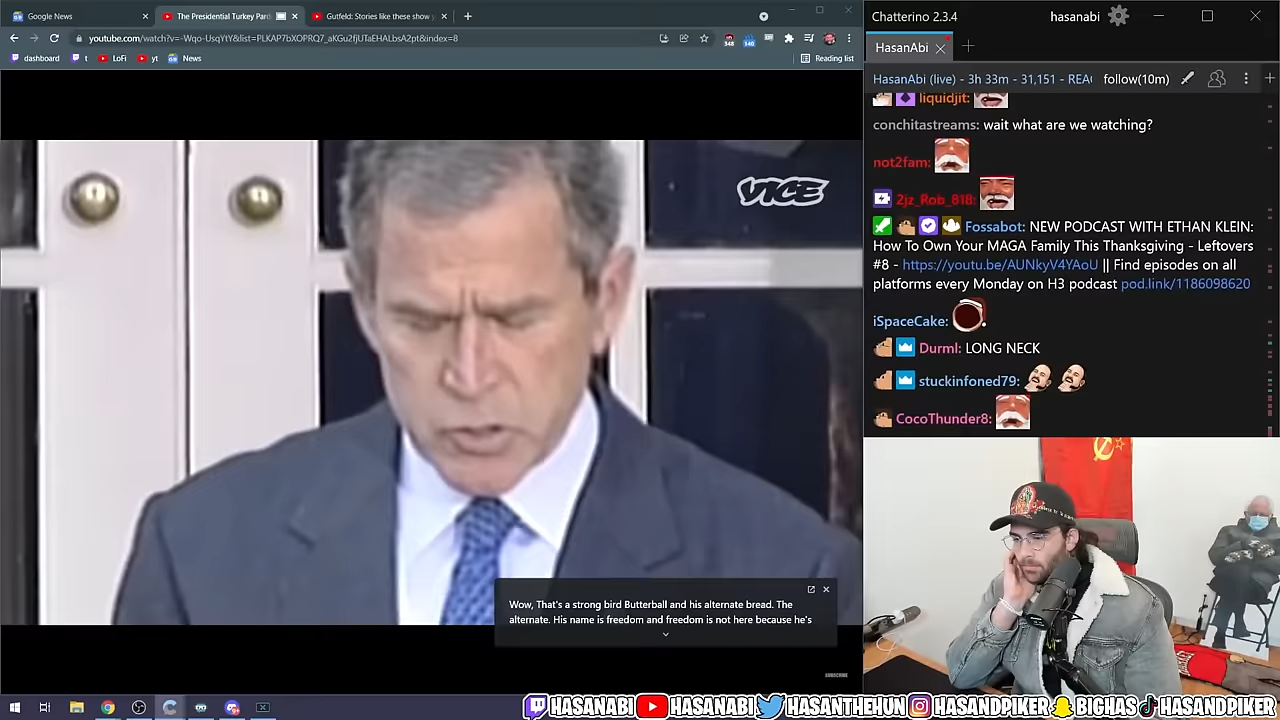 Google News
The Presidential Turkey Pard
Gutfeld: Stories like these show
youtube.com/watch?v=-Wqo-UsqYtY&list=PLKAP7bXOPRQ7_aKGu2fjUTaEHALbsA2pt&index=8
348
140
dashboard
t
LoFi
yt
News
Reading list
VICE
Wow, That's a strong bird Butterball and his alternate bread. The
alternate. His name is freedom and freedom is not here because he's
SUBSCRIBE
Chatterino 2.3.4
hasanabi
HasanAbi
HasanAbi (live) - 3h 33m - 31,151 - REA
follow(10m)
liquidjit:
conchitastreams: wait what are we watching?
not2fam:
2jz_Rob_818:
Fossabot: NEW PODCAST WITH ETHAN KLEIN:
How To Own Your MAGA Family This Thanksgiving - Leftovers
#8 - https://youtu.be/AUNkyV4YAoU || Find episodes on all
platforms every Monday on H3 podcast pod.link/1186098620
iSpaceCake:
Durml: LONG NECK
stuckinfoned79:
CocoThunder8:
HASANABI
HASANABI
HASANTHEHUN
HASANDPIKER
BIGHAS
HASANDPIKER